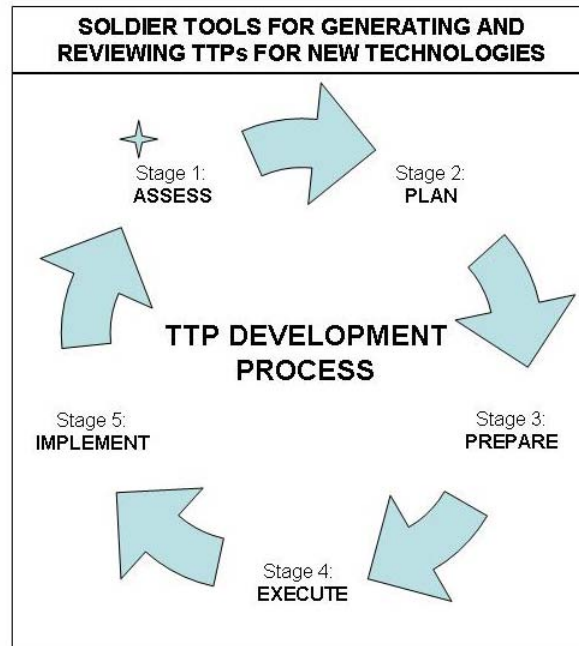 SOLDIER TOOLS FOR GENERATING AND
REVIEWING TTPs FOR NEW TECHNOLOGIES
Stage 1:
ASSESS
Stage 2:
PLAN
TTP DEVELOPMENT
PROCESS
Stage 5:
IMPLEMENT
Stage 3:
PREPARE
Stage 4:
EXECUTE